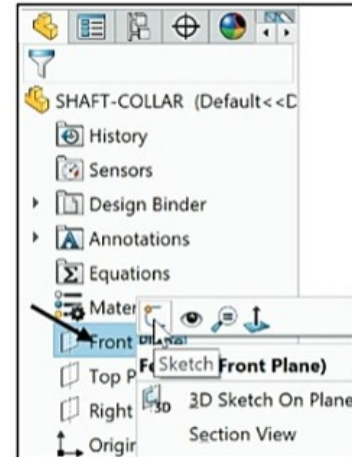 SHAFT-COLLAR (Default<<D
History
Sensors
Design Binder
Annotations
Equations
Mater
Front
Sketch Front Plane)
Top P
3D Sketch On Plane
Right
Section View
Origin